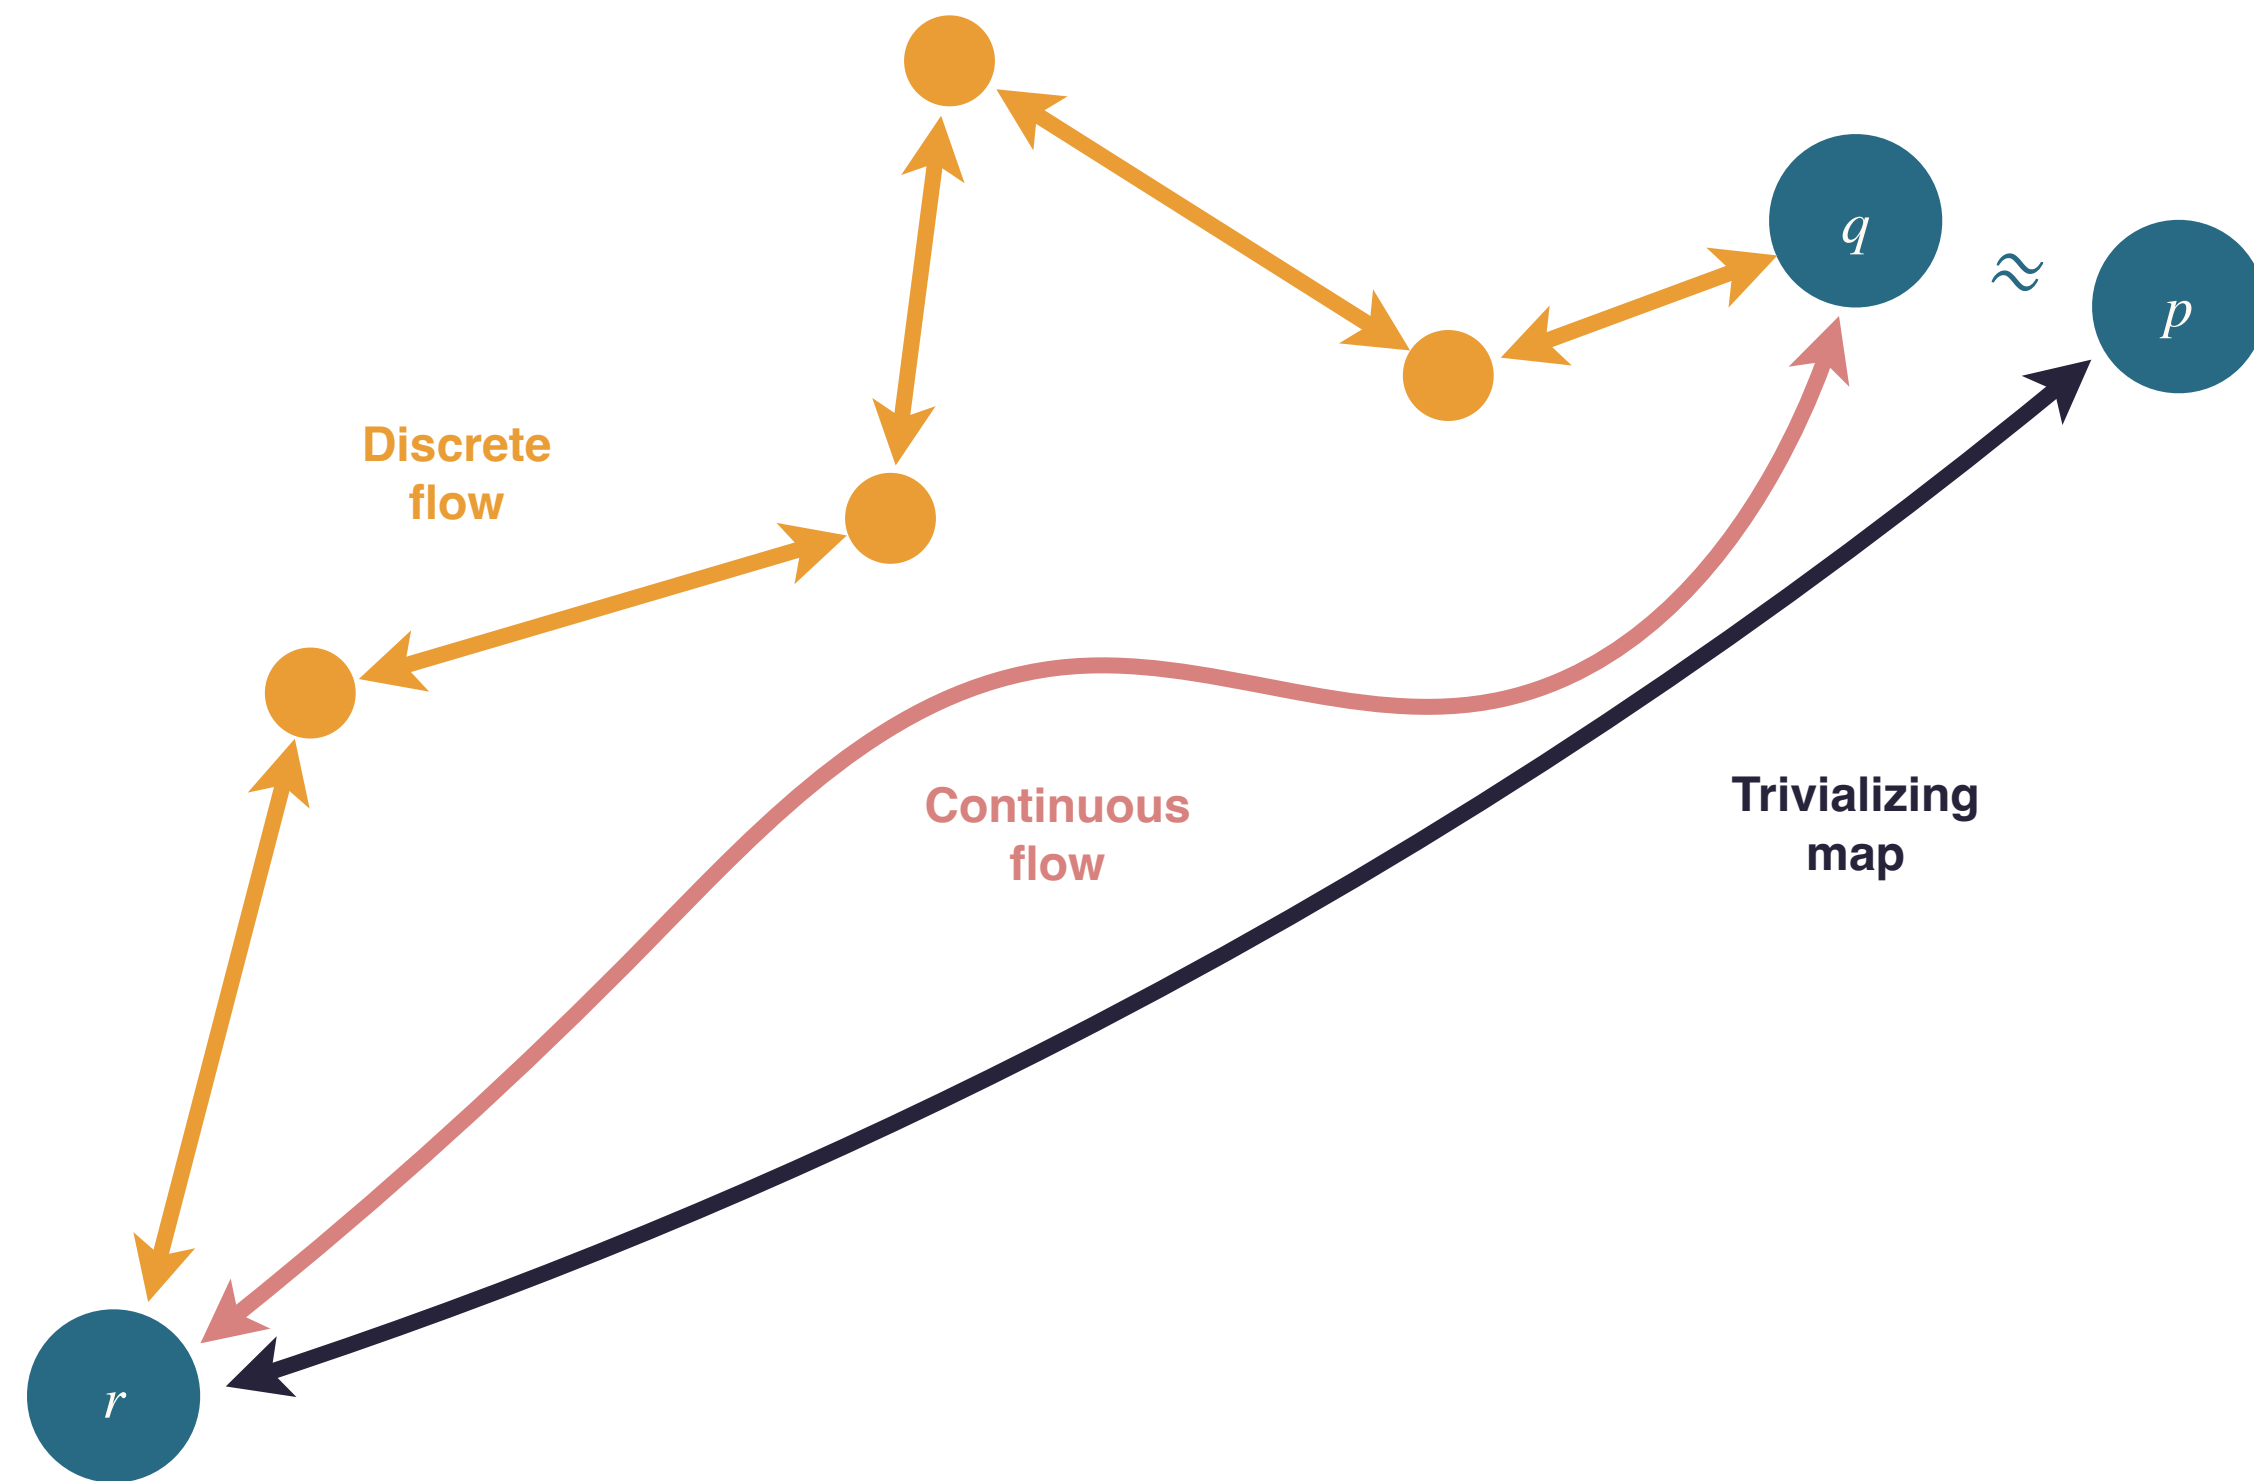 q
≈
p
Discrete
flow
Continuous
flow
Trivializing
map
r